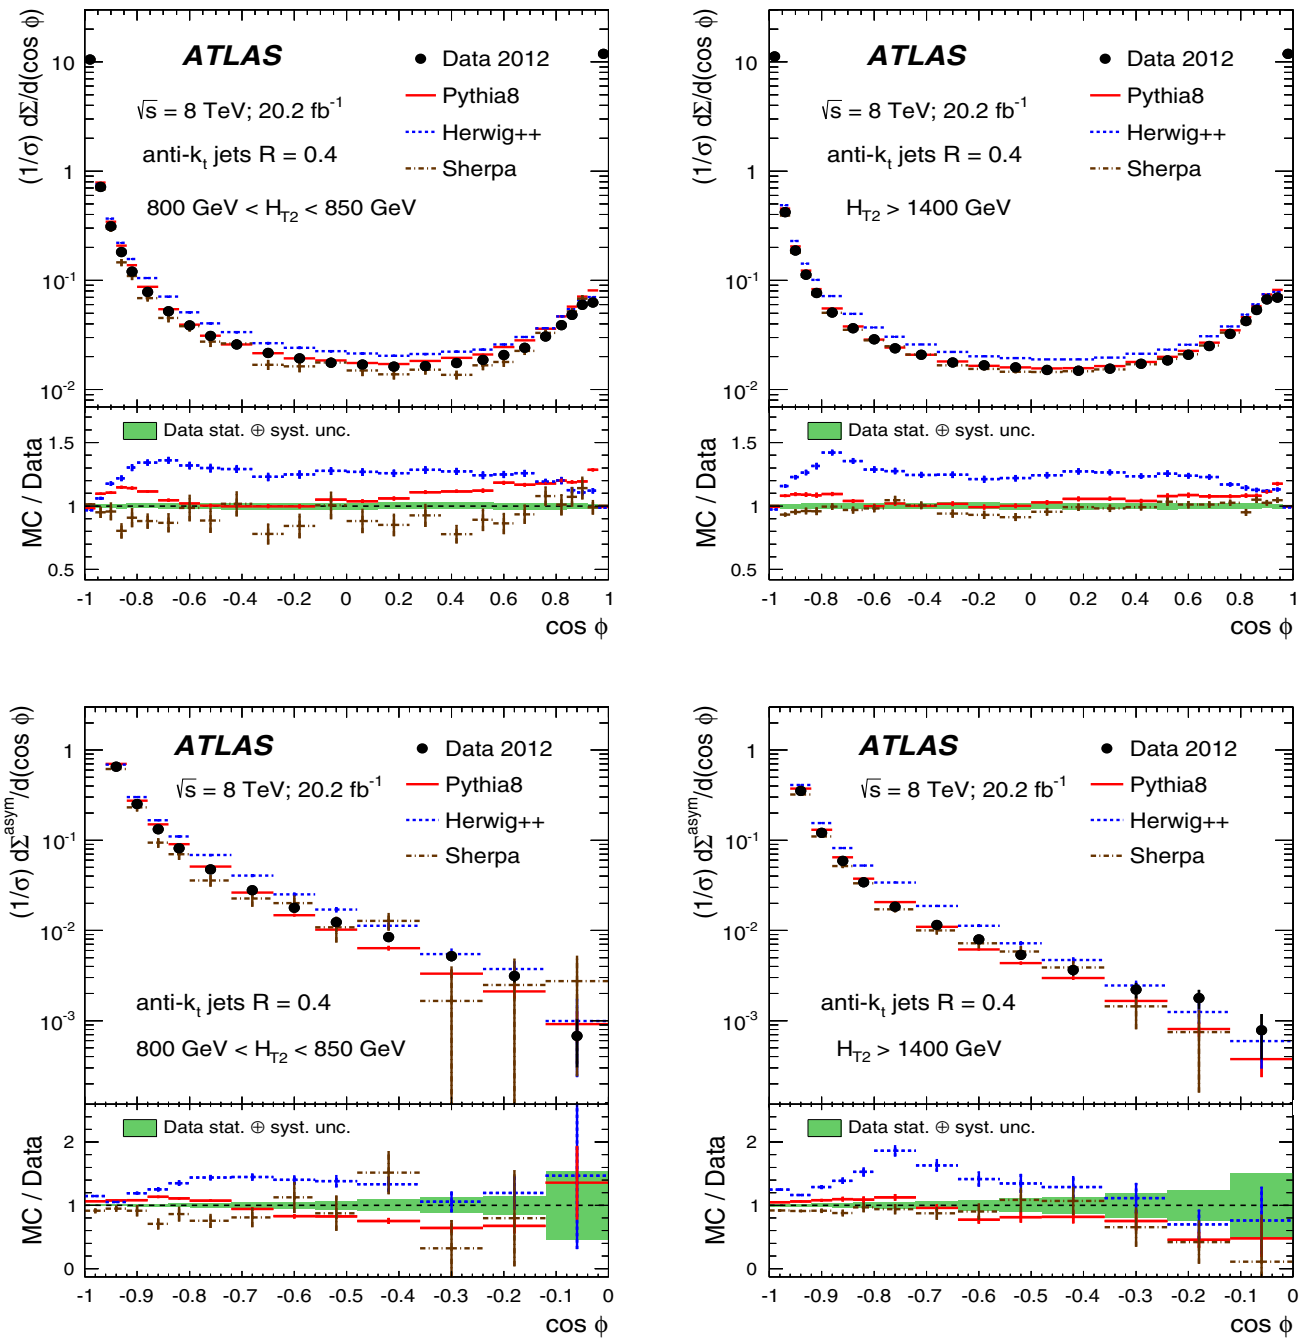 (1/σ) dΣ/d(cos φ)
10
1
10⁻¹
10⁻²
ATLAS
√s = 8 TeV; 20.2 fb⁻¹
anti-kₜ jets R = 0.4
800 GeV < H_T2 < 850 GeV
Data 2012
Pythia8
Herwig++
Sherpa
MC / Data
1.5
1
0.5
Data stat. ⊕ syst. unc.
-1 -0.8 -0.6 -0.4 -0.2 0 0.2 0.4 0.6 0.8 1
cos φ
(1/σ) dΣ/d(cos φ)
10
1
10⁻¹
10⁻²
ATLAS
√s = 8 TeV; 20.2 fb⁻¹
anti-kₜ jets R = 0.4
H_T2 > 1400 GeV
Data 2012
Pythia8
Herwig++
Sherpa
MC / Data
1.5
1
0.5
Data stat. ⊕ syst. unc.
-1 -0.8 -0.6 -0.4 -0.2 0 0.2 0.4 0.6 0.8 1
cos φ
(1/σ) dΣ^asym/d(cos φ)
1
10⁻¹
10⁻²
10⁻³
ATLAS
√s = 8 TeV; 20.2 fb⁻¹
Data 2012
Pythia8
Herwig++
Sherpa
anti-kₜ jets R = 0.4
800 GeV < H_T2 < 850 GeV
MC / Data
2
1
0
Data stat. ⊕ syst. unc.
-1 -0.9 -0.8 -0.7 -0.6 -0.5 -0.4 -0.3 -0.2 -0.1 0
cos φ
(1/σ) dΣ^asym/d(cos φ)
1
10⁻¹
10⁻²
10⁻³
ATLAS
√s = 8 TeV; 20.2 fb⁻¹
Data 2012
Pythia8
Herwig++
Sherpa
anti-kₜ jets R = 0.4
H_T2 > 1400 GeV
MC / Data
2
1
0
Data stat. ⊕ syst. unc.
-1 -0.9 -0.8 -0.7 -0.6 -0.5 -0.4 -0.3 -0.2 -0.1 0
cos φ